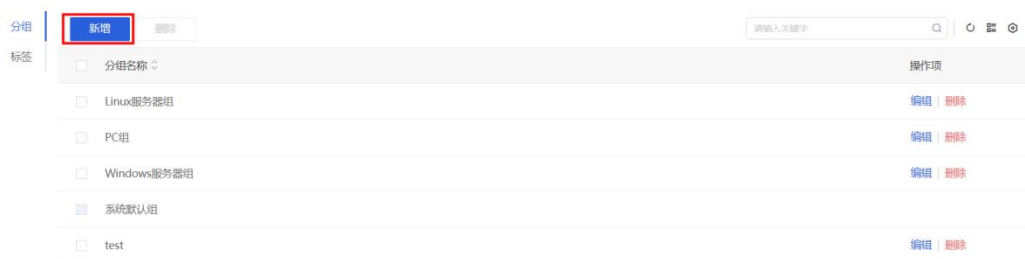 分组 新增 删除 请输入关键字
标签
分组名称 操作项
Linux服务器组 编辑 删除
PC组 编辑 删除
Windows服务器组 编辑 删除
系统默认组
test 编辑 删除